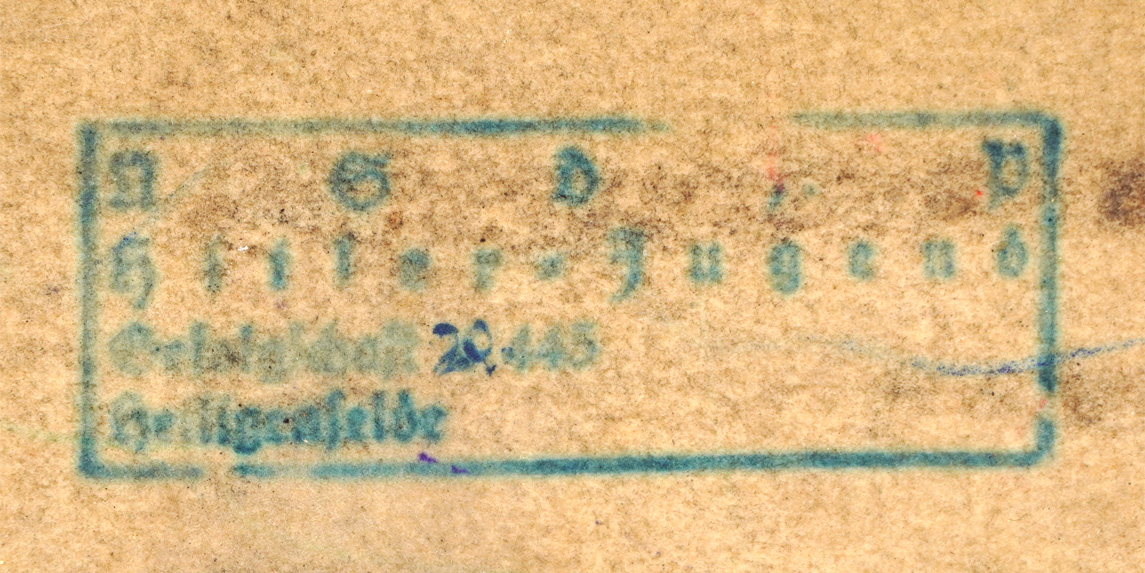 N S D A P
Hitler-Jugend
Gefolgschaft 20.445
Heiligenfelde